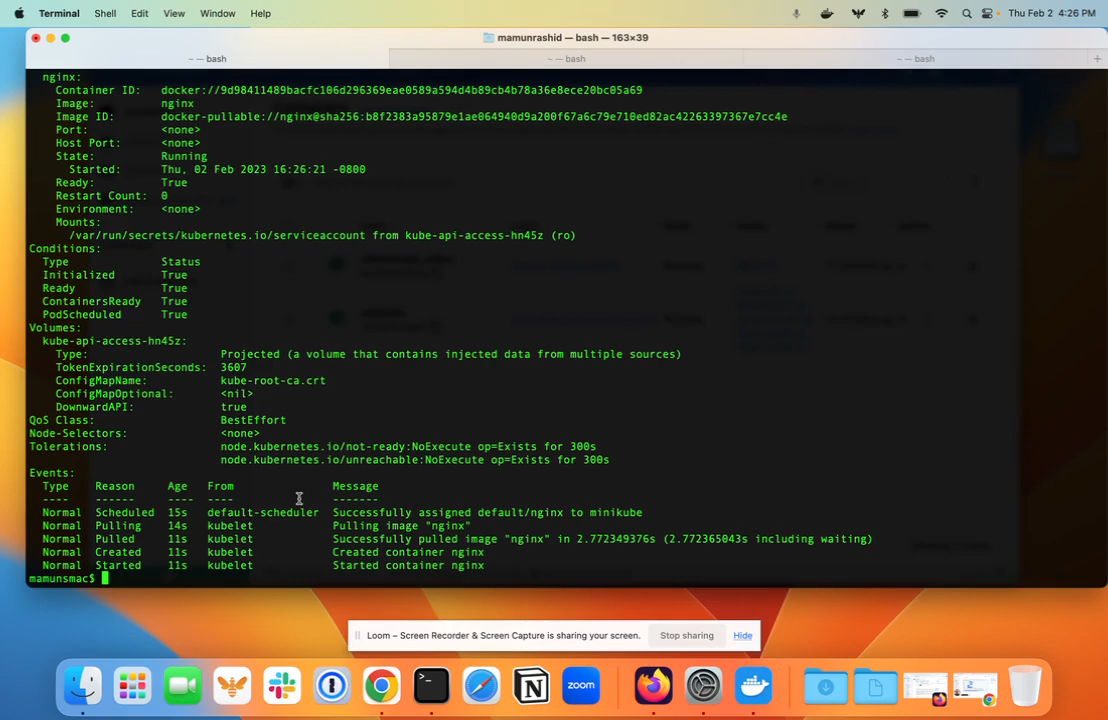 Terminal Shell Edit View Window Help Thu Feb 2 4:26 PM
mamunrashid — bash — 163×39
~ — bash ~ — bash ~ — bash +
nginx:
Container ID: docker://9d98411489bacfc106d296369eae0589a594d4b89cb4b78a36e8ece20bc05a69
Image: nginx
Image ID: docker-pullable://nginx@sha256:b8f2383a95879e1ae064940d9a200f67a6c79e710ed82ac42263397367e7cc4e
Port: <none>
Host Port: <none>
State: Running
Started: Thu, 02 Feb 2023 16:26:21 -0800
Ready: True
Restart Count: 0
Environment: <none>
Mounts:
/var/run/secrets/kubernetes.io/serviceaccount from kube-api-access-hn45z (ro)
Conditions:
Type Status
Initialized True
Ready True
ContainersReady True
PodScheduled True
Volumes:
kube-api-access-hn45z:
Type: Projected (a volume that contains injected data from multiple sources)
TokenExpirationSeconds: 3607
ConfigMapName: kube-root-ca.crt
ConfigMapOptional: <nil>
DownwardAPI: true
QoS Class: BestEffort
Node-Selectors: <none>
Tolerations: node.kubernetes.io/not-ready:NoExecute op=Exists for 300s
node.kubernetes.io/unreachable:NoExecute op=Exists for 300s
Events:
Type Reason Age From Message
---- ------ ---- ---- -------
Normal Scheduled 15s default-scheduler Successfully assigned default/nginx to minikube
Normal Pulling 14s kubelet Pulling image "nginx"
Normal Pulled 11s kubelet Successfully pulled image "nginx" in 2.772349376s (2.772365043s including waiting)
Normal Created 11s kubelet Created container nginx
Normal Started 11s kubelet Started container nginx
mamunsmac$
Loom – Screen Recorder & Screen Capture is sharing your screen. Stop sharing Hide
zoom